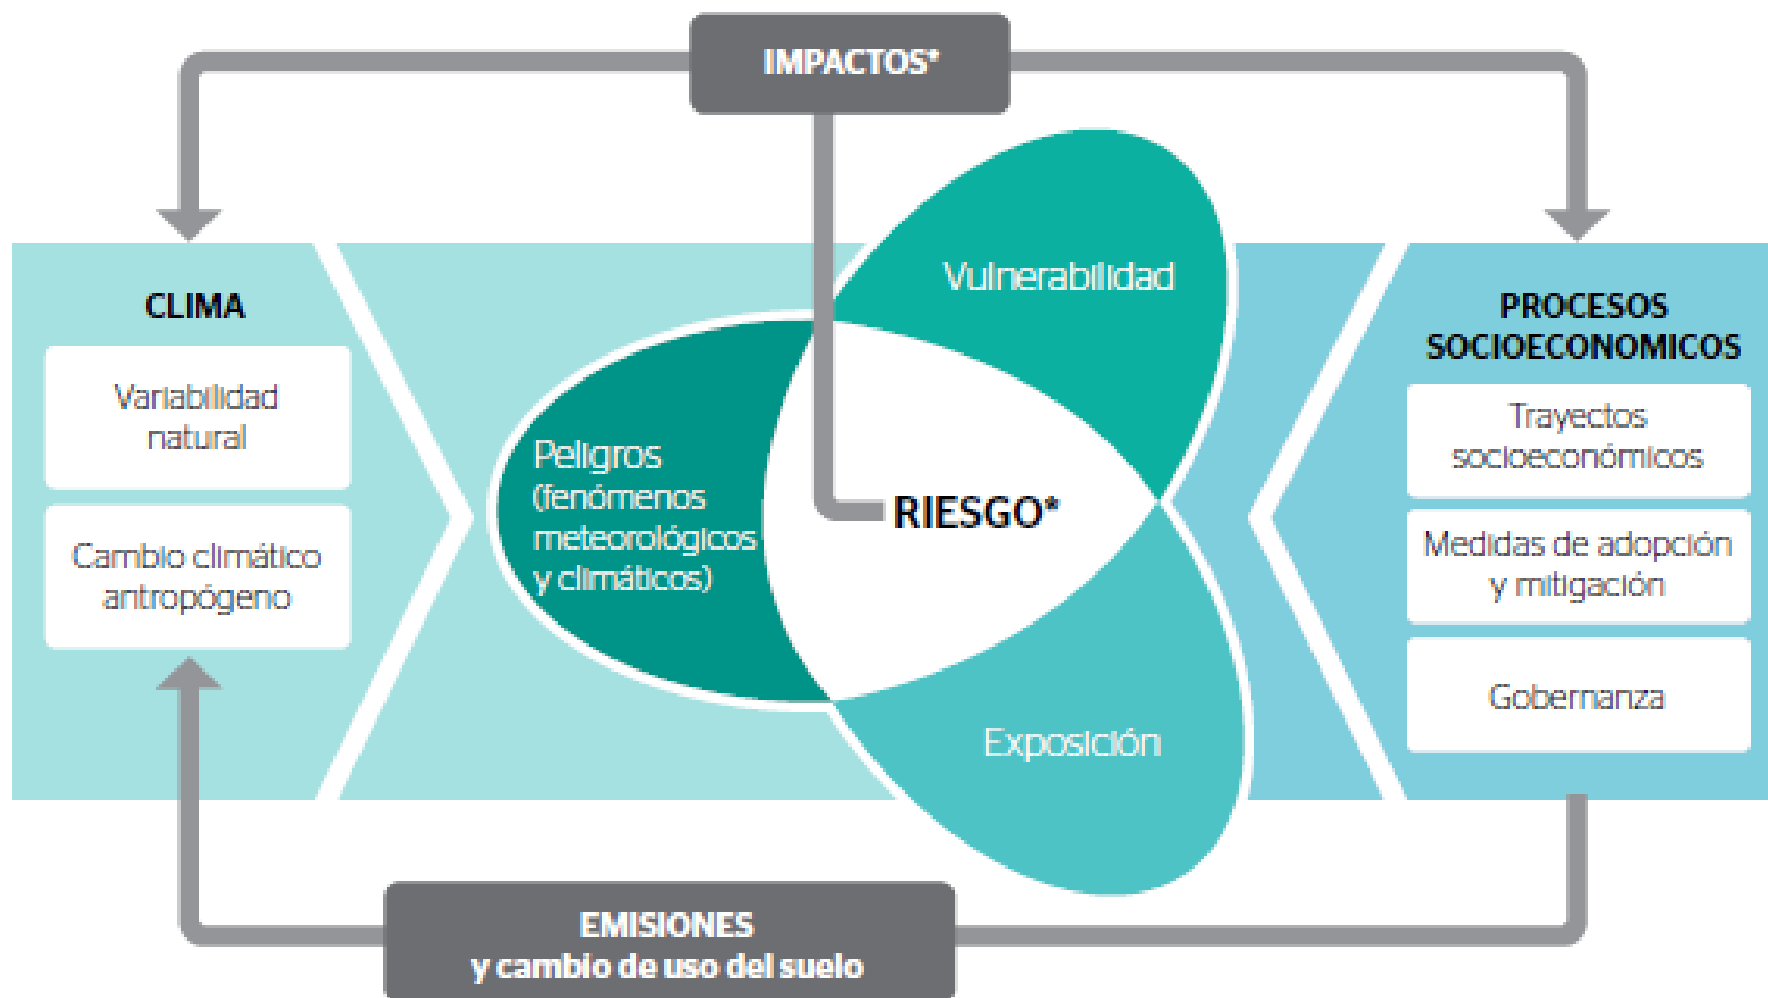 IMPACTOS*
CLIMA
Variabilidad
natural
Cambio climático
antropógeno
Vulnerabilidad
Peligros
(fenómenos
meteorológicos
y climáticos)
RIESGO*
Exposición
PROCESOS
SOCIOECONOMICOS
Trayectos
socioeconómicos
Medidas de adopción
y mitigación
Gobernanza
EMISIONES
y cambio de uso del suelo